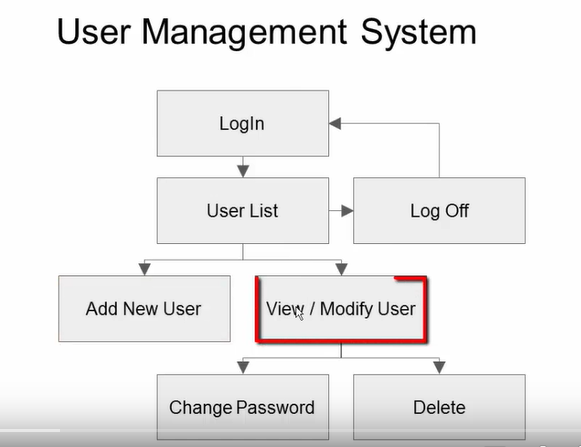 User Management System
LogIn
User List
Log Off
Add New User
View / Modify User
Change Password
Delete